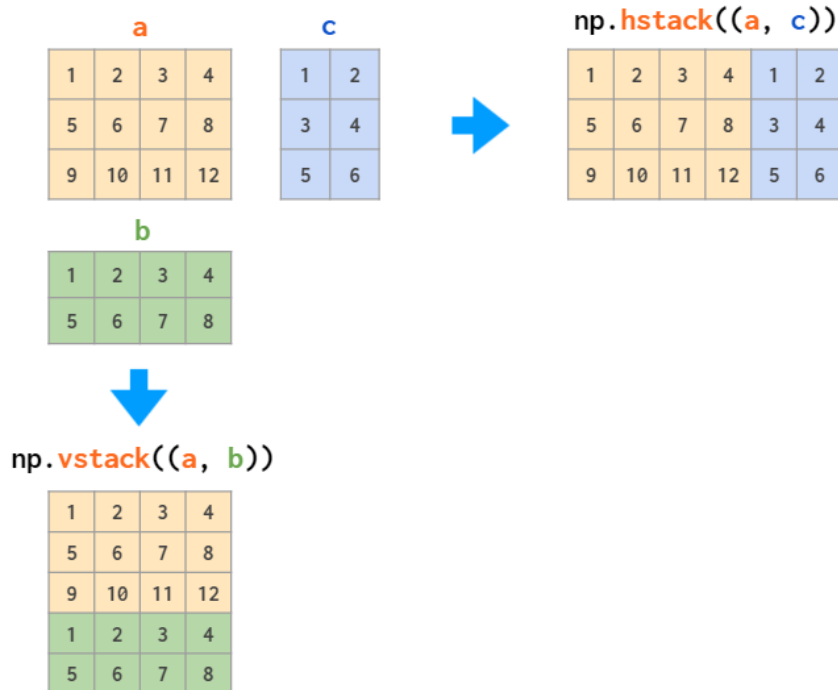 a
1 2 3 4
5 6 7 8
9 10 11 12
c
1 2
3 4
5 6
np.hstack((a, c))
1 2 3 4 1 2
5 6 7 8 3 4
9 10 11 12 5 6
b
1 2 3 4
5 6 7 8
np.vstack((a, b))
1 2 3 4
5 6 7 8
9 10 11 12
1 2 3 4
5 6 7 8